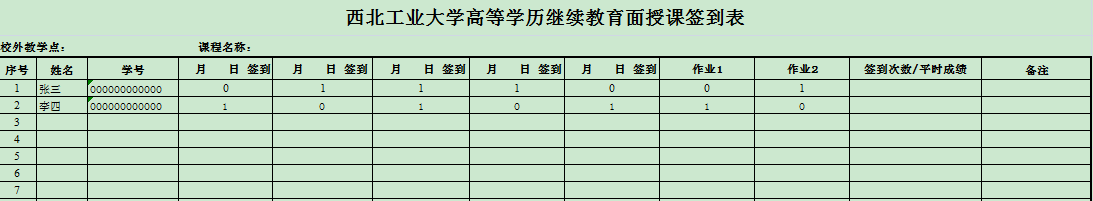 西北工业大学高等学历继续教育面授课签到表
校外教学点： 课程名称：
序号 姓名 学号 月 日 签到 月 日 签到 月 日 签到 月 日 签到 月 日 签到 作业1 作业2 签到次数/平时成绩 备注
1 张三 000000000000 0 1 1 1 0 0 1
2 李四 000000000000 1 0 1 0 1 1 0
3
4
5
6
7